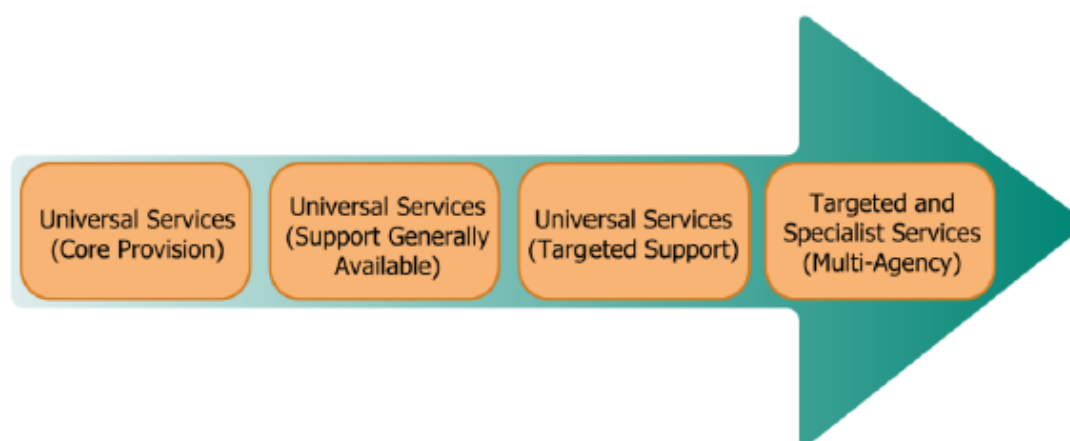 Universal Services
(Core Provision)
Universal Services
(Support Generally
Available)
Universal Services
(Targeted Support)
Targeted and
Specialist Services
(Multi-Agency)